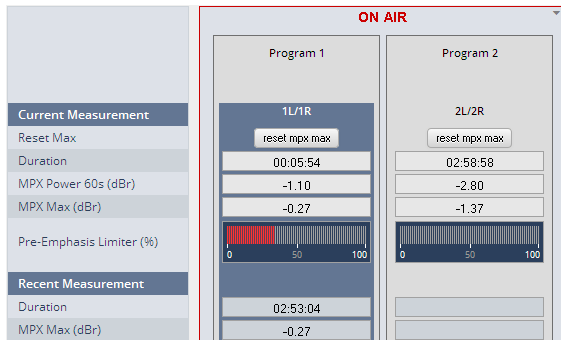 ON AIR
Program 1 Program 2
Current Measurement 1L/1R 2L/2R
Reset Max reset mpx max reset mpx max
Duration 00:05:54 02:58:58
MPX Power 60s (dBr) -1.10 -2.80
MPX Max (dBr) -0.27 -1.37
Pre-Emphasis Limiter (%)
0 50 100 0 50 100
Recent Measurement
Duration 02:53:04
MPX Max (dBr) -0.27